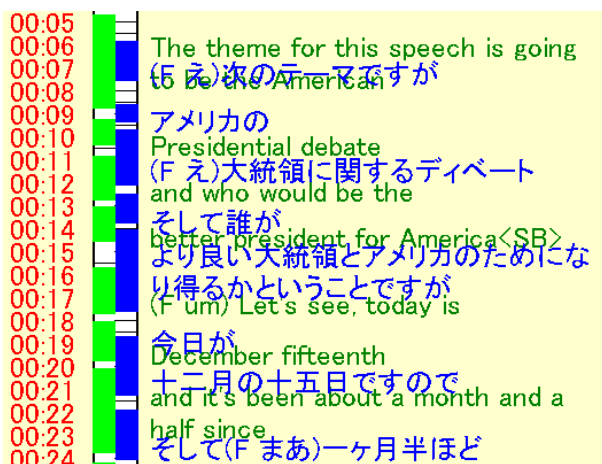 00:05
00:06
The theme for this speech is going
00:07
to be the American
(F え)次のテーマですが
00:08
00:09
アメリカの
00:10
Presidential debate
00:11
(F え)大統領に関するディベート
00:12
and who would be the
00:13
そして誰が
00:14
better president for America<SB>
00:15
より良い大統領とアメリカのためにな
00:16
り得るかということですが
00:17
(F um) Let's see, today is
00:18
00:19
今日が
December fifteenth
00:20
十二月の十五日ですので
00:21
and it's been about a month and a
00:22
half since
00:23
そして(F まあ)一ヶ月半ほど
00:24